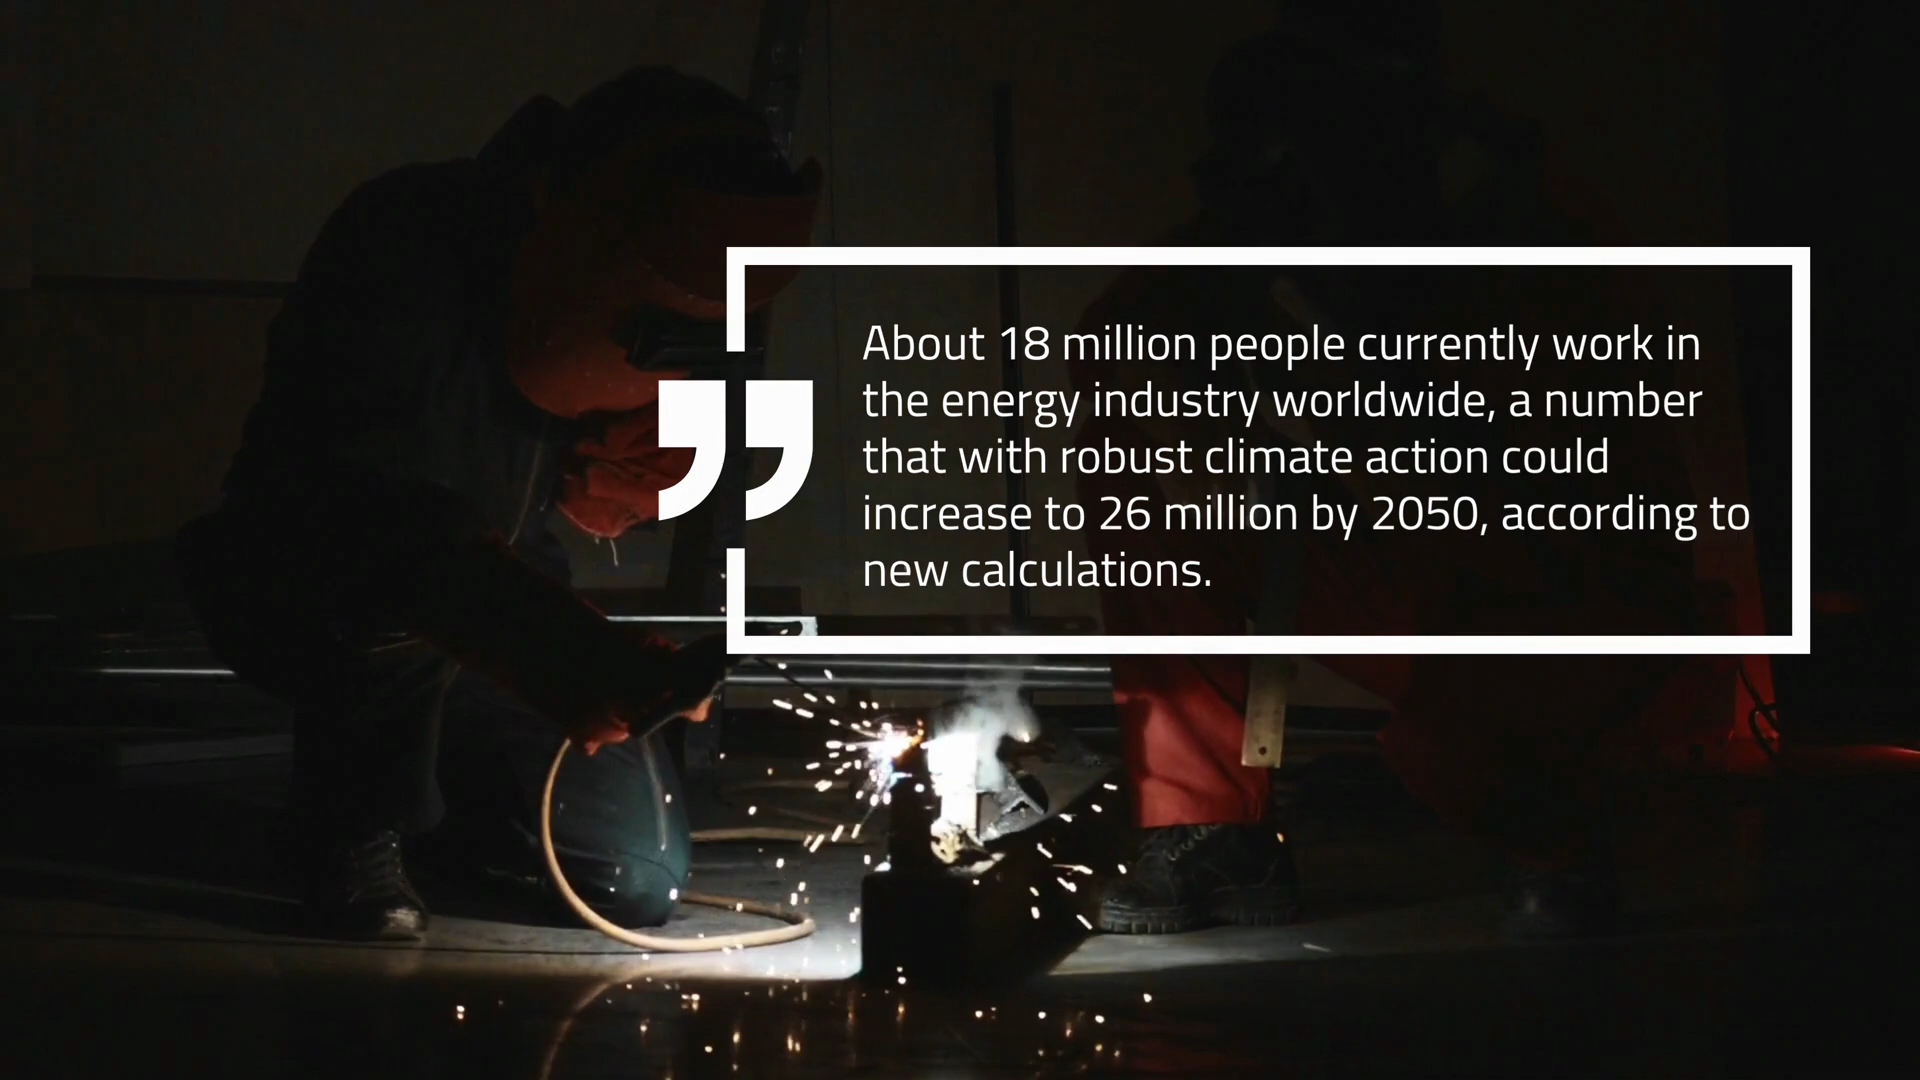 About 18 million people currently work in
the energy industry worldwide, a number
that with robust climate action could
increase to 26 million by 2050, according to
new calculations.